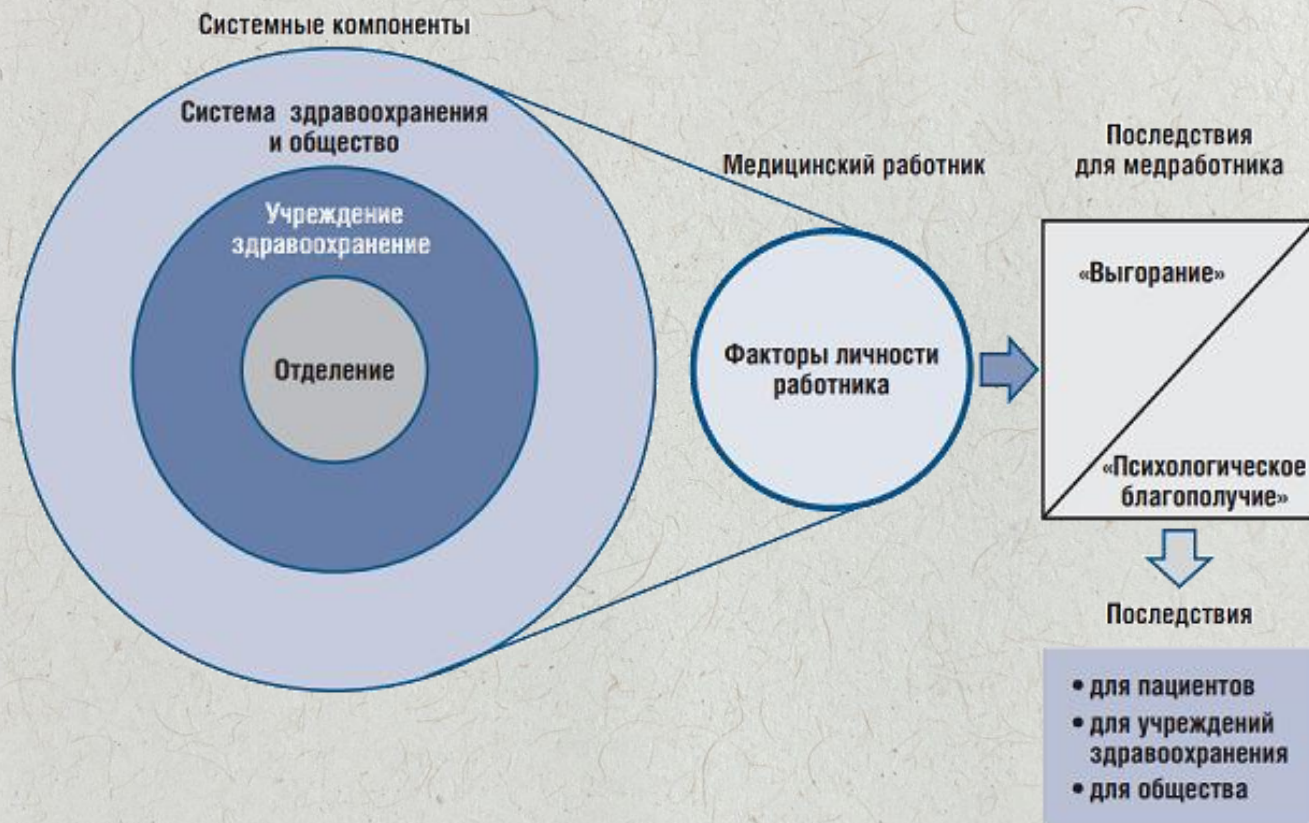 Системные компоненты
Система здравоохранения
и общество
Учреждение
здравоохранение
Отделение
Медицинский работник
Факторы личности
работника
Последствия
для медработника
«Выгорание»
«Психологическое
благополучие»
Последствия
• для пациентов
• для учреждений
здравоохранения
• для общества